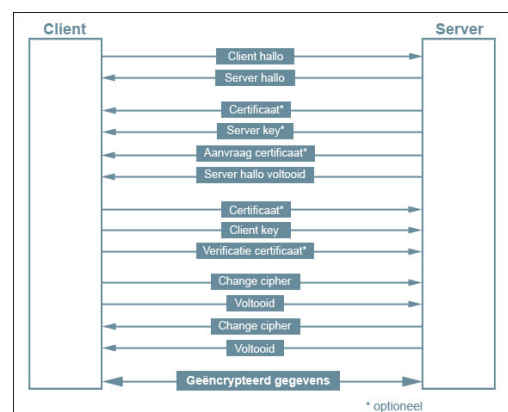 Client
Server
Client hallo
Server hallo
Certificaat*
Server key*
Aanvraag certificaat*
Server hallo voltooid
Certificaat*
Client key
Verificatie certificaat*
Change cipher
Voltooid
Change cipher
Voltooid
Geëncrypteerd gegevens
* optioneel